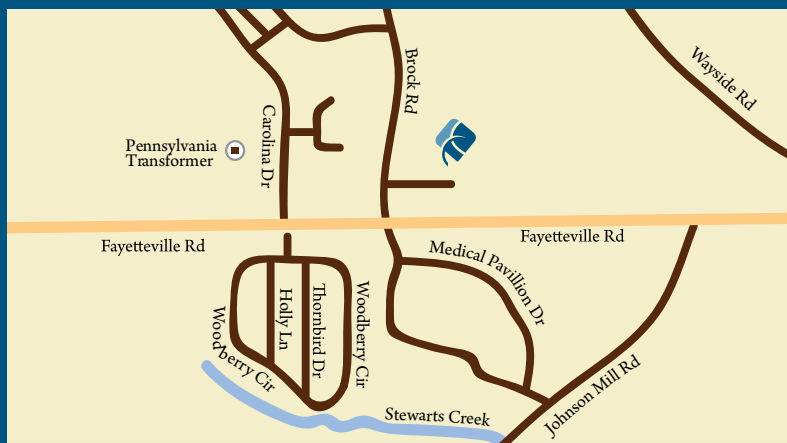 Brock Rd
Wayside Rd
Carolina Dr
Pennsylvania
Transformer
Fayetteville Rd
Fayetteville Rd
Medical Pavillion Dr
Holly Ln
Thornbird Dr
Woodberry Cir
Woodberry Cir
Johnson Mill Rd
Stewarts Creek